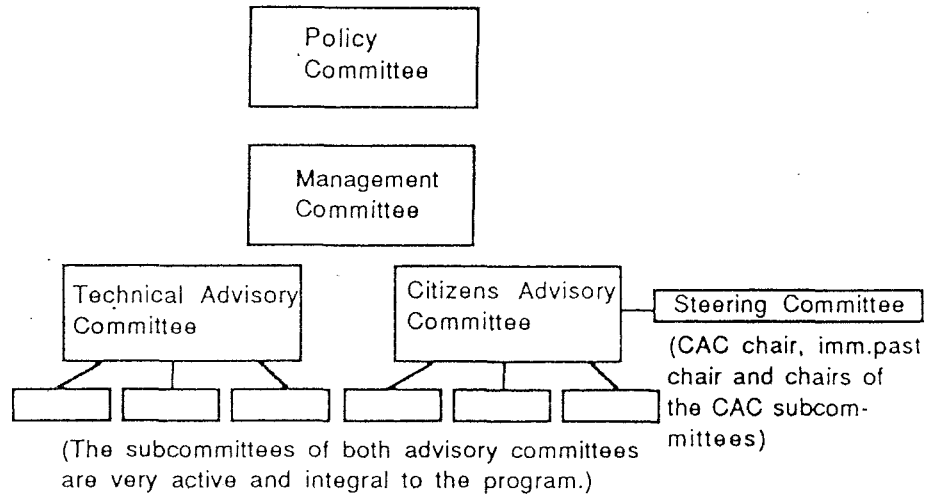 Policy
Committee
Management
Committee
Technical Advisory
Committee
Citizens Advisory
Committee
Steering Committee
(CAC chair, imm.past
chair and chairs of
the CAC subcom-
mittees)
(The subcommittees of both advisory committees
are very active and integral to the program.)